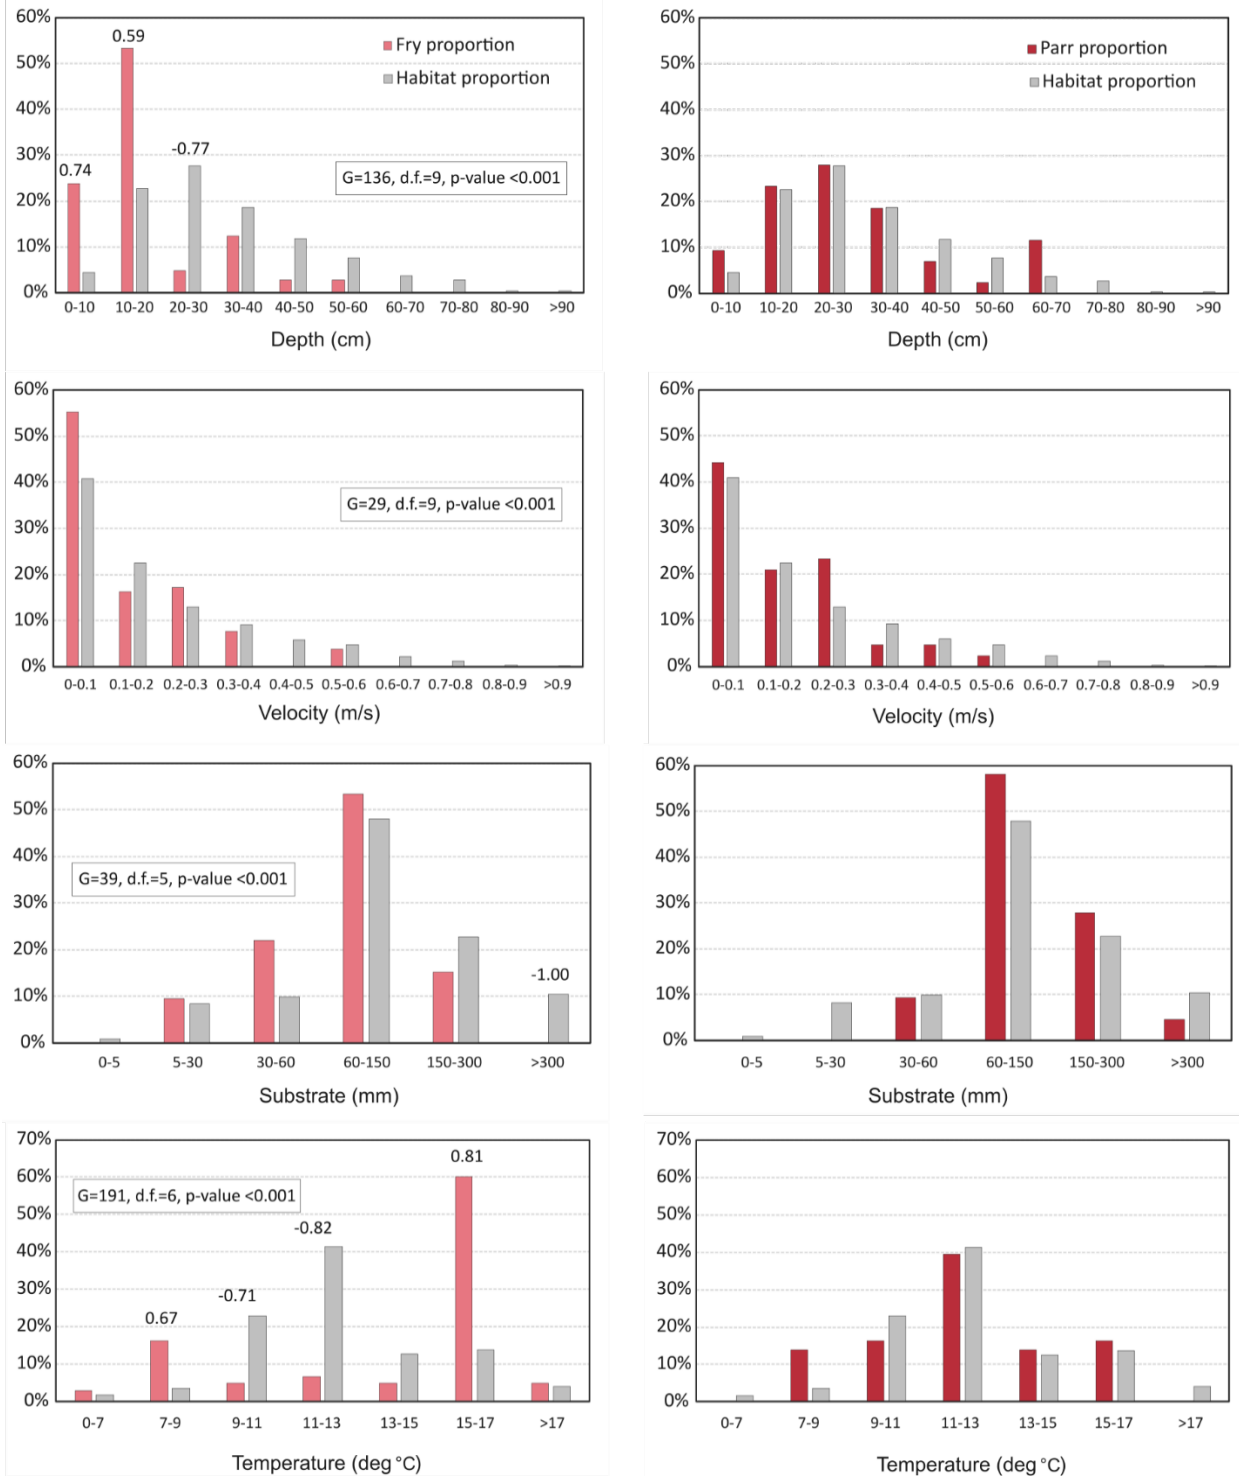 60%
50%
40%
30%
20%
10%
0%
0.74
0.59
-0.77
Fry proportion
Habitat proportion
G=136, d.f.=9, p-value <0.001
0-10 10-20 20-30 30-40 40-50 50-60 60-70 70-80 80-90 >90
Depth (cm)
60%
50%
40%
30%
20%
10%
0%
Parr proportion
Habitat proportion
0-10 10-20 20-30 30-40 40-50 50-60 60-70 70-80 80-90 >90
Depth (cm)
60%
50%
40%
30%
20%
10%
0%
G=29, d.f.=9, p-value <0.001
0-0.1 0.1-0.2 0.2-0.3 0.3-0.4 0.4-0.5 0.5-0.6 0.6-0.7 0.7-0.8 0.8-0.9 >0.9
Velocity (m/s)
60%
50%
40%
30%
20%
10%
0%
0-0.1 0.1-0.2 0.2-0.3 0.3-0.4 0.4-0.5 0.5-0.6 0.6-0.7 0.7-0.8 0.8-0.9 >0.9
Velocity (m/s)
60%
50%
40%
30%
20%
10%
0%
G=39, d.f.=5, p-value <0.001
-1.00
0-5 5-30 30-60 60-150 150-300 >300
Substrate (mm)
60%
50%
40%
30%
20%
10%
0%
0-5 5-30 30-60 60-150 150-300 >300
Substrate (mm)
70%
60%
50%
40%
30%
20%
10%
0%
G=191, d.f.=6, p-value <0.001
0.67
-0.71
-0.82
0.81
0-7 7-9 9-11 11-13 13-15 15-17 >17
Temperature (deg °C)
70%
60%
50%
40%
30%
20%
10%
0%
0-7 7-9 9-11 11-13 13-15 15-17 >17
Temperature (deg °C)